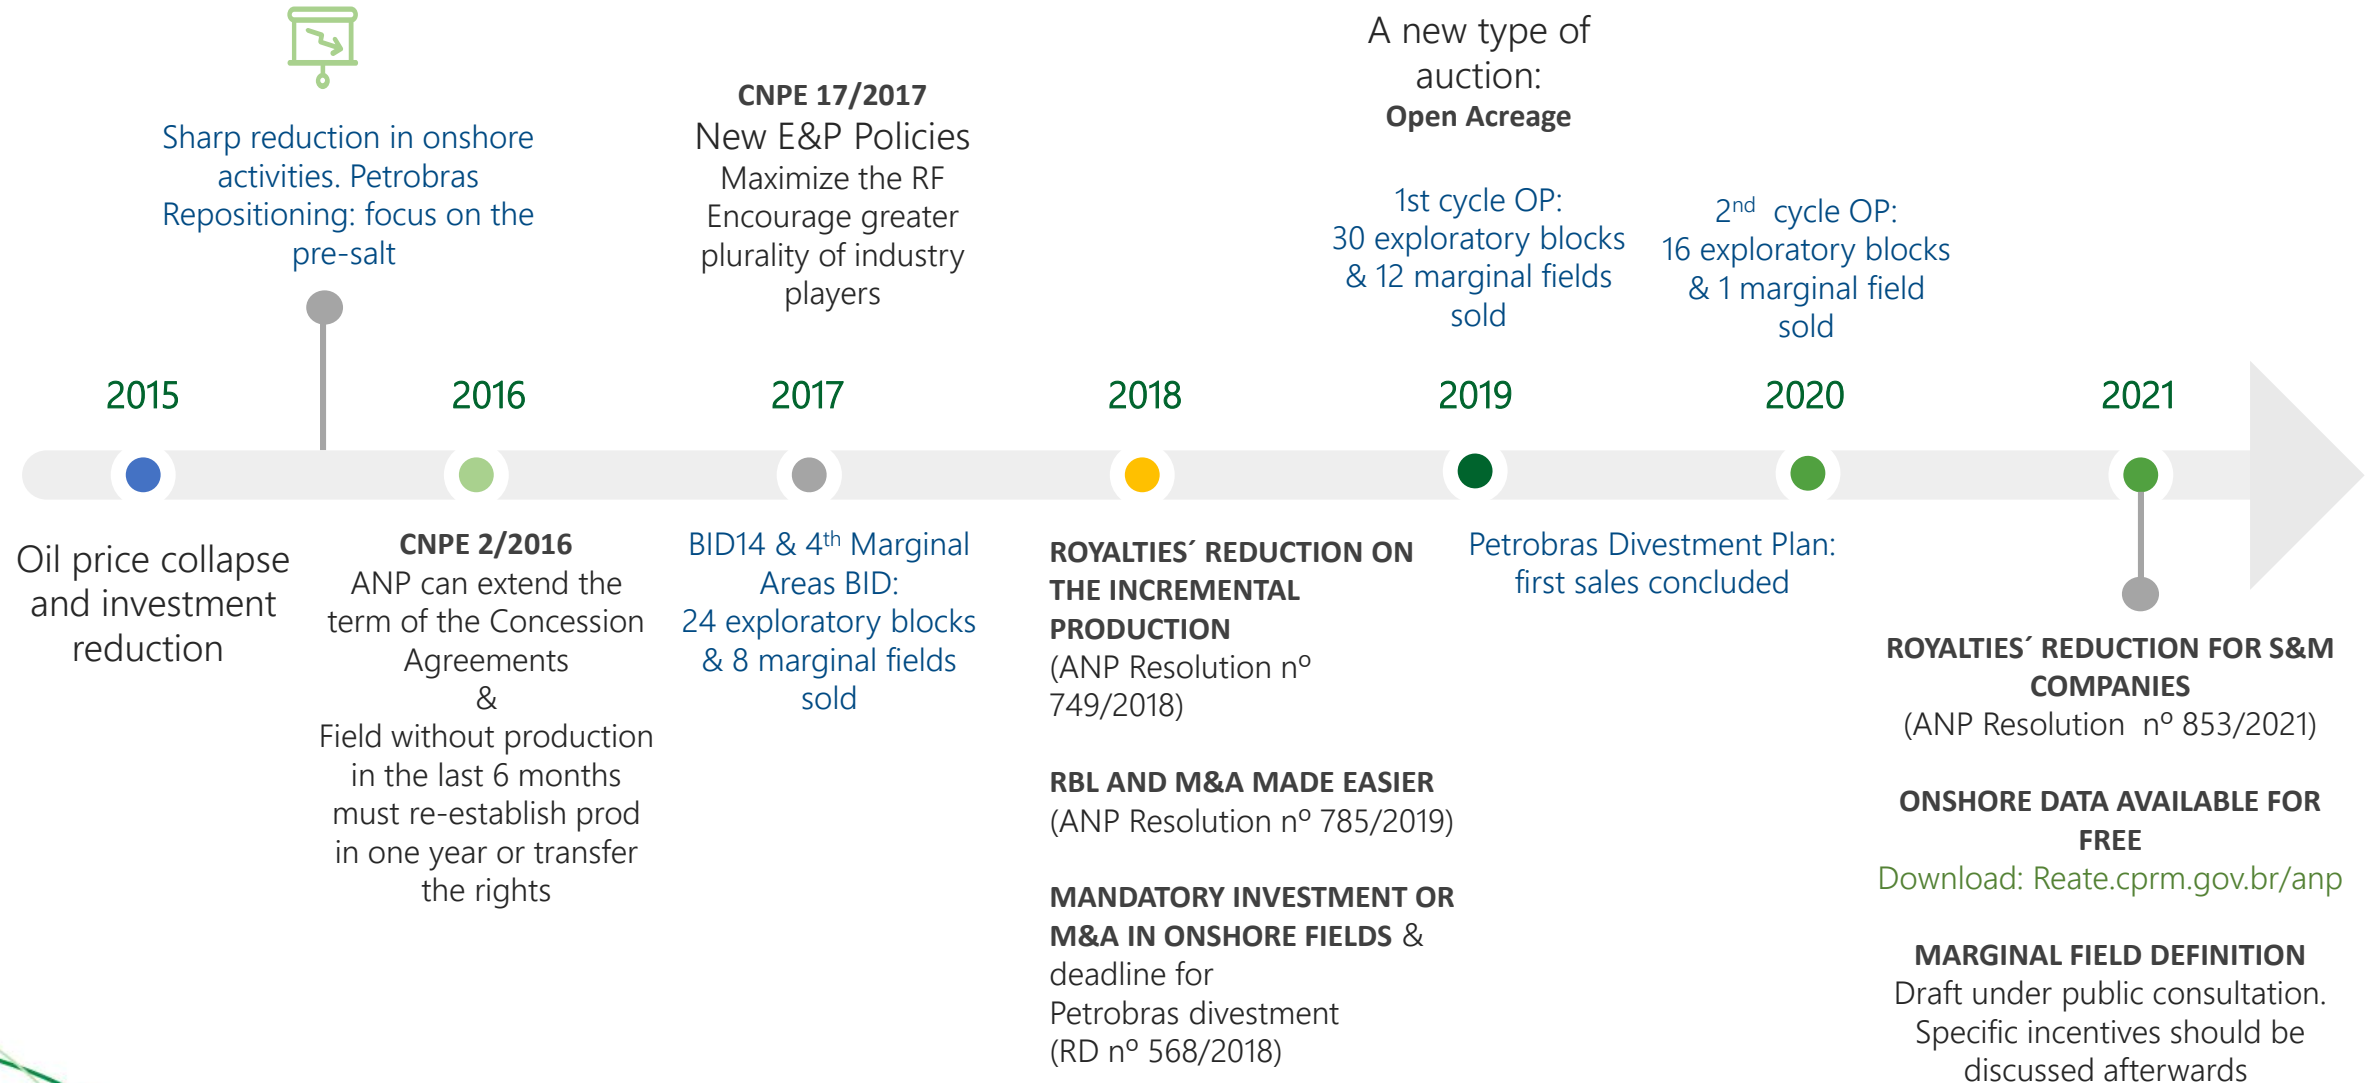 Sharp reduction in onshore
activities. Petrobras
Repositioning: focus on the
pre-salt
CNPE 17/2017
New E&P Policies
Maximize the RF
Encourage greater
plurality of industry
players
A new type of
auction:
Open Acreage
1st cycle OP:
30 exploratory blocks
& 12 marginal fields
sold
2nd cycle OP:
16 exploratory blocks
& 1 marginal field
sold
2015
2016
2017
2018
2019
2020
2021
Oil price collapse
and investment
reduction
CNPE 2/2016
ANP can extend the
term of the Concession
Agreements
&
Field without production
in the last 6 months
must re-establish prod
in one year or transfer
the rights
BID14 & 4th Marginal
Areas BID:
24 exploratory blocks
& 8 marginal fields
sold
ROYALTIES´ REDUCTION ON
THE INCREMENTAL
PRODUCTION
(ANP Resolution nº
749/2018)
RBL AND M&A MADE EASIER
(ANP Resolution nº 785/2019)
MANDATORY INVESTMENT OR
M&A IN ONSHORE FIELDS &
deadline for
Petrobras divestment
(RD nº 568/2018)
Petrobras Divestment Plan:
first sales concluded
ROYALTIES´ REDUCTION FOR S&M
COMPANIES
(ANP Resolution nº 853/2021)
ONSHORE DATA AVAILABLE FOR
FREE
Download: Reate.cprm.gov.br/anp
MARGINAL FIELD DEFINITION
Draft under public consultation.
Specific incentives should be
discussed afterwards